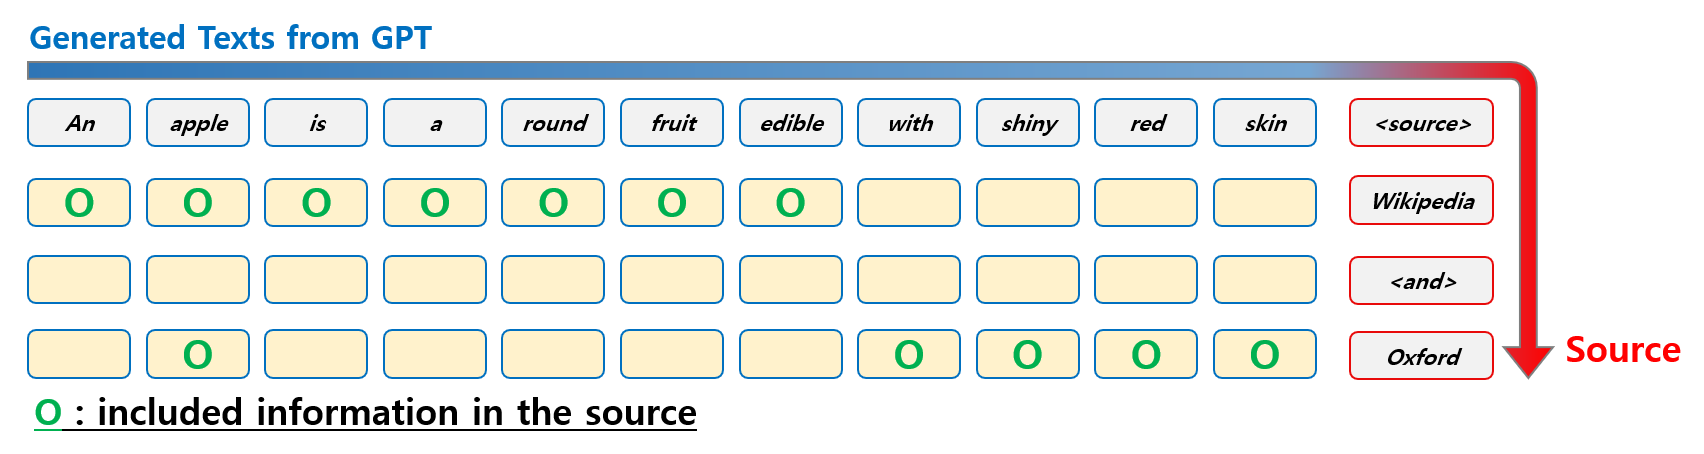 Generated Texts from GPT
An apple is a round fruit edible with shiny red skin <source>
O O O O O O O Wikipedia
<and>
O O O O O Oxford
Source
O : included information in the source